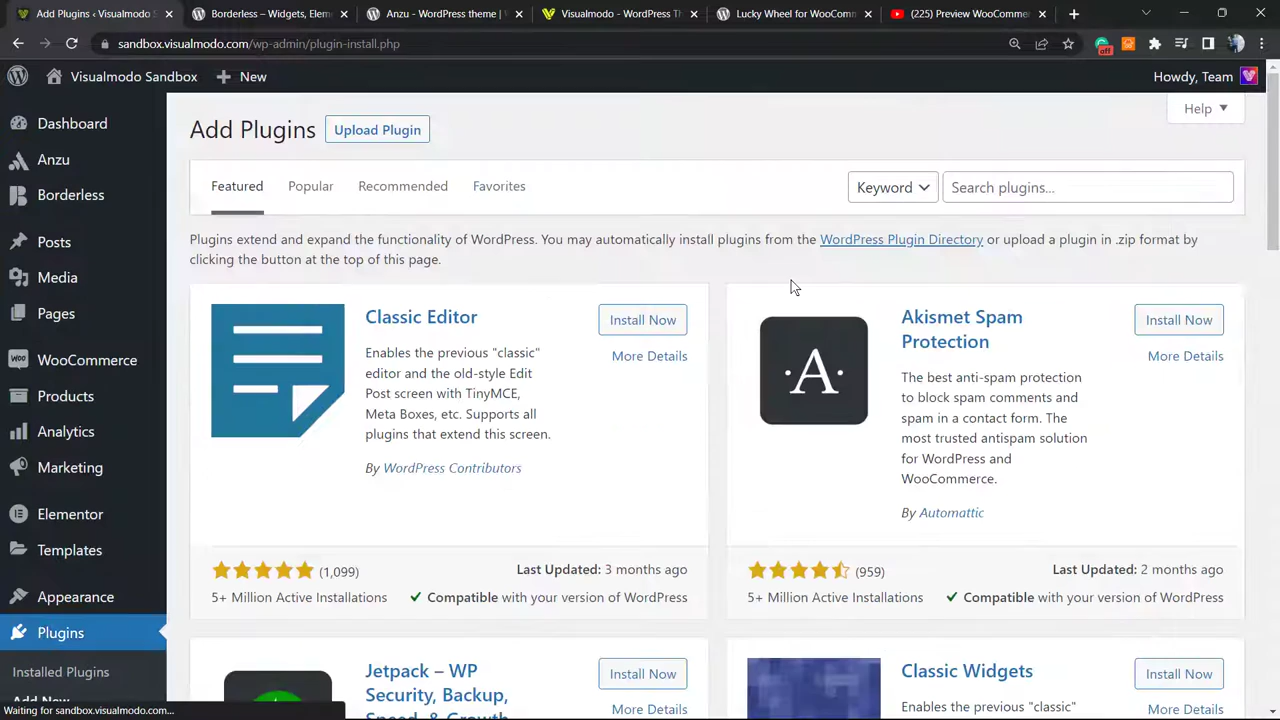 Add Plugins ‹ Visualmodo S
Borderless – Widgets, Elem
Anzu - WordPress theme | V
Visualmodo - WordPress Th
Lucky Wheel for WooComm
(225) Preview WooCommer
sandbox.visualmodo.com/wp-admin/plugin-install.php
off
Visualmodo Sandbox
New
Howdy, Team
Dashboard
Anzu
Borderless
Posts
Media
Pages
WooCommerce
Products
Analytics
Marketing
Elementor
Templates
Appearance
Plugins
Installed Plugins
Add New
Waiting for sandbox.visualmodo.com...
Help
Add Plugins
Upload Plugin
Featured
Popular
Recommended
Favorites
Keyword
Search plugins...
Plugins extend and expand the functionality of WordPress. You may automatically install plugins from the WordPress Plugin Directory or upload a plugin in .zip format by
clicking the button at the top of this page.
Classic Editor
Install Now
More Details
Enables the previous "classic"
editor and the old-style Edit
Post screen with TinyMCE,
Meta Boxes, etc. Supports all
plugins that extend this screen.
By WordPress Contributors
(1,099)
Last Updated: 3 months ago
5+ Million Active Installations
Compatible with your version of WordPress
·A·
Akismet Spam
Protection
Install Now
More Details
The best anti-spam protection
to block spam comments and
spam in a contact form. The
most trusted antispam solution
for WordPress and
WooCommerce.
By Automattic
(959)
Last Updated: 2 months ago
5+ Million Active Installations
Compatible with your version of WordPress
Jetpack – WP
Security, Backup,
Speed, & Growth
Install Now
More Details
Classic Widgets
Install Now
More Details
Enables the previous "classic"